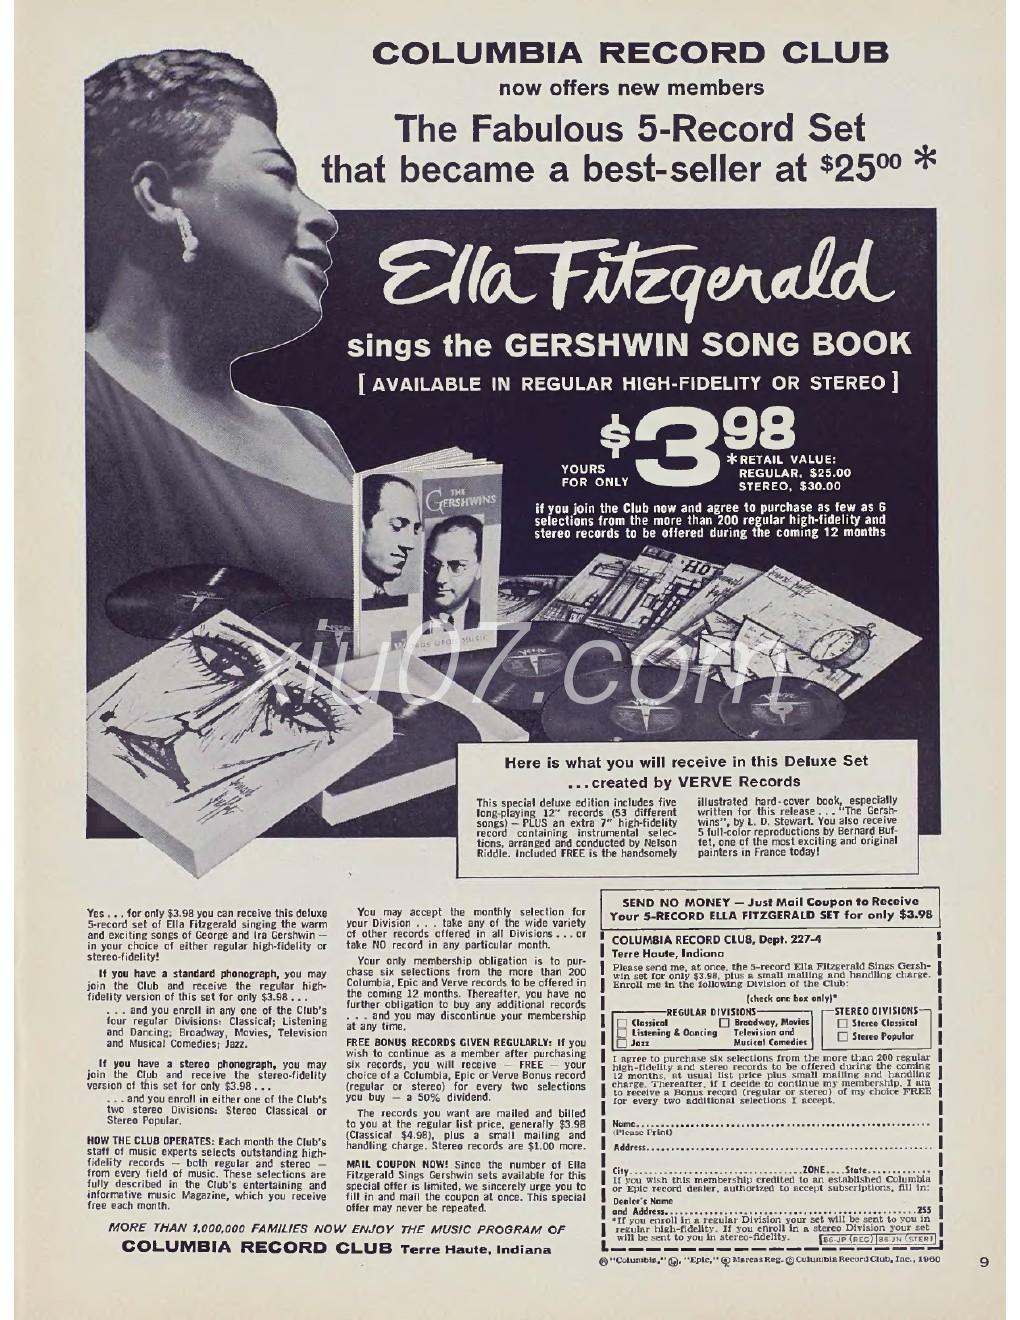 COLUMBIA RECORD CLUB
now offers new members
The Fabulous 5-Record Set
that became a best-seller at $2500 *
Ella Fitzgerald
sings the GERSHWIN SONG BOOK
[ AVAILABLE IN REGULAR HIGH-FIDELITY OR STEREO ]
YOURS
FOR ONLY
$398
*RETAIL VALUE:
REGULAR, $25.00
STEREO, $30.00
if you join the Club now and agree to purchase as few as 6
selections from the more than 200 regular high-fidelity and
stereo records to be offered during the coming 12 months
THE
GERSHWINS
WORDS UPON MUSIC
xiu07.com
Here is what you will receive in this Deluxe Set
...created by VERVE Records
This special deluxe edition includes five
long-playing 12" records (53 different
songs) — PLUS an extra 7" high-fidelity
record containing instrumental selec-
tions, arranged and conducted by Nelson
Riddle. Included FREE is the handsomely
illustrated hard-cover book, especially
written for this release . . . "The Gersh-
wins", by L. D. Stewart. You also receive
5 full-color reproductions by Bernard Buf-
fet, one of the most exciting and original
painters in France today!
Yes . . . for only $3.98 you can receive this deluxe
5-record set of Ella Fitzgerald singing the warm
and exciting songs of George and Ira Gershwin —
in your choice of either regular high-fidelity or
stereo-fidelity!
If you have a standard phonograph, you may
join the Club and receive the regular high-
fidelity version of this set for only $3.98 . . .
. . . and you enroll in any one of the Club's
four regular Divisions: Classical; Listening
and Dancing; Broadway, Movies, Television
and Musical Comedies; Jazz.
If you have a stereo phonograph, you may
join the Club and receive the stereo-fidelity
version of this set for only $3.98 . . .
. . . and you enroll in either one of the Club's
two stereo Divisions: Stereo Classical or
Stereo Popular.
HOW THE CLUB OPERATES: Each month the Club's
staff of music experts selects outstanding high-
fidelity records — both regular and stereo —
from every field of music. These selections are
fully described in the Club's entertaining and
informative music Magazine, which you receive
free each month.
You may accept the monthly selection for
your Division . . . take any of the wide variety
of other records offered in all Divisions . . . or
take NO record in any particular month.
Your only membership obligation is to pur-
chase six selections from the more than 200
Columbia, Epic and Verve records to be offered in
the coming 12 months. Thereafter, you have no
further obligation to buy any additional records
. . . and you may discontinue your membership
at any time.
FREE BONUS RECORDS GIVEN REGULARLY: If you
wish to continue as a member after purchasing
six records, you will receive — FREE — your
choice of a Columbia, Epic or Verve Bonus record
(regular or stereo) for every two selections
you buy — a 50% dividend.
The records you want are mailed and billed
to you at the regular list price, generally $3.98
(Classical $4.98), plus a small mailing and
handling charge. Stereo records are $1.00 more.
MAIL COUPON NOW! Since the number of Ella
Fitzgerald Sings Gershwin sets available for this
special offer is limited, we sincerely urge you to
fill in and mail the coupon at once. This special
offer may never be repeated.
MORE THAN 1,000,000 FAMILIES NOW ENJOY THE MUSIC PROGRAM OF
COLUMBIA RECORD CLUB Terre Haute, Indiana
SEND NO MONEY — Just Mail Coupon to Receive
Your 5-RECORD ELLA FITZGERALD SET for only $3.98
COLUMBIA RECORD CLUB, Dept. 227-4
Terre Haute, Indiana
Please send me, at once, the 5-record Ella Fitzgerald Sings Gersh-
win set for only $3.98, plus a small mailing and handling charge.
Enroll me in the following Division of the Club:
(check one box only)*
REGULAR DIVISIONS
Classical
Listening & Dancing
Jazz
Broadway, Movies
Television and
Musical Comedies
STEREO DIVISIONS
Stereo Classical
Stereo Popular
I agree to purchase six selections from the more than 200 regular
high-fidelity and stereo records to be offered during the coming
12 months, at usual list price plus small mailing and handling
charge. Thereafter, if I decide to continue my membership, I am
to receive a Bonus record (regular or stereo) of my choice FREE
for every two additional selections I accept.
Name
(Please Print)
Address
City ZONE State
If you wish this membership credited to an established Columbia
or Epic record dealer, authorized to accept subscriptions, fill in:
Dealer's Name
and Address 255
*If you enroll in a regular Division your set will be sent to you in
regular high-fidelity. If you enroll in a stereo Division your set
will be sent to you in stereo-fidelity. 86-JP (REG) 86-JN (STER)
® "Columbia," ®, "Epic," ® Marcas Reg. © Columbia Record Club, Inc., 1960
9